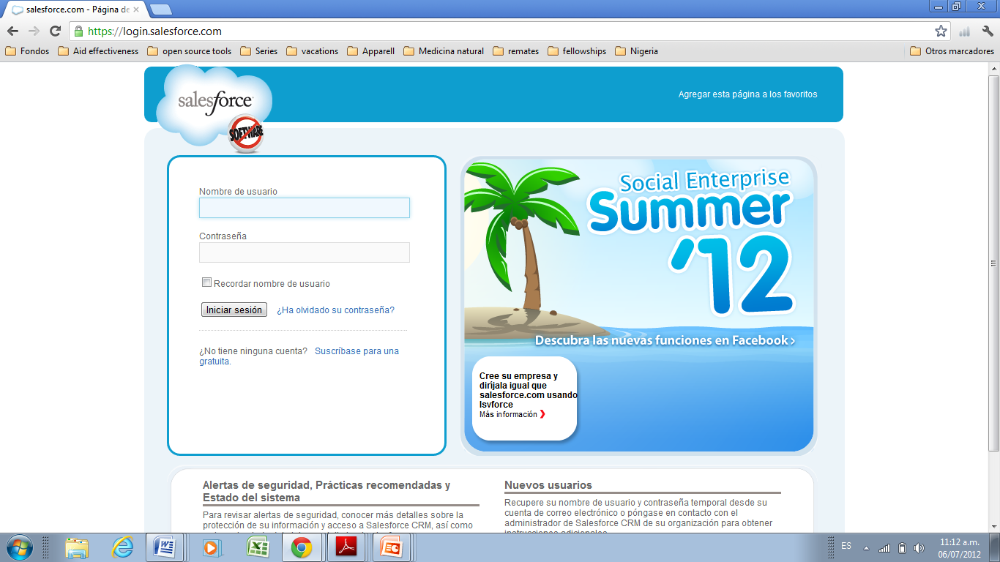 salesforce.com - Página de
https://login.salesforce.com
Fondos
Aid effectiveness
open source tools
Series
vacations
Apparell
Medicina natural
remates
fellowships
Nigeria
Otros marcadores
salesforce
SOFTWARE
Agregar esta página a los favoritos
Nombre de usuario
Contraseña
Recordar nombre de usuario
Iniciar sesión
¿Ha olvidado su contraseña?
¿No tiene ninguna cuenta? Suscríbase para una
gratuita.
Social Enterprise
Summer
'12
Descubra las nuevas funciones en Facebook ›
Cree su empresa y
diríjala igual que
salesforce.com usando
Isvforce
Más información
Alertas de seguridad, Prácticas recomendadas y
Estado del sistema
Para revisar alertas de seguridad, conocer más detalles sobre la
protección de su información y acceso a Salesforce CRM, así como
Nuevos usuarios
Recupere su nombre de usuario y contraseña temporal desde su
cuenta de correo electrónico o póngase en contacto con el
administrador de Salesforce CRM de su organización para obtener
instrucciones adicionales.
ES
11:12 a.m.
06/07/2012